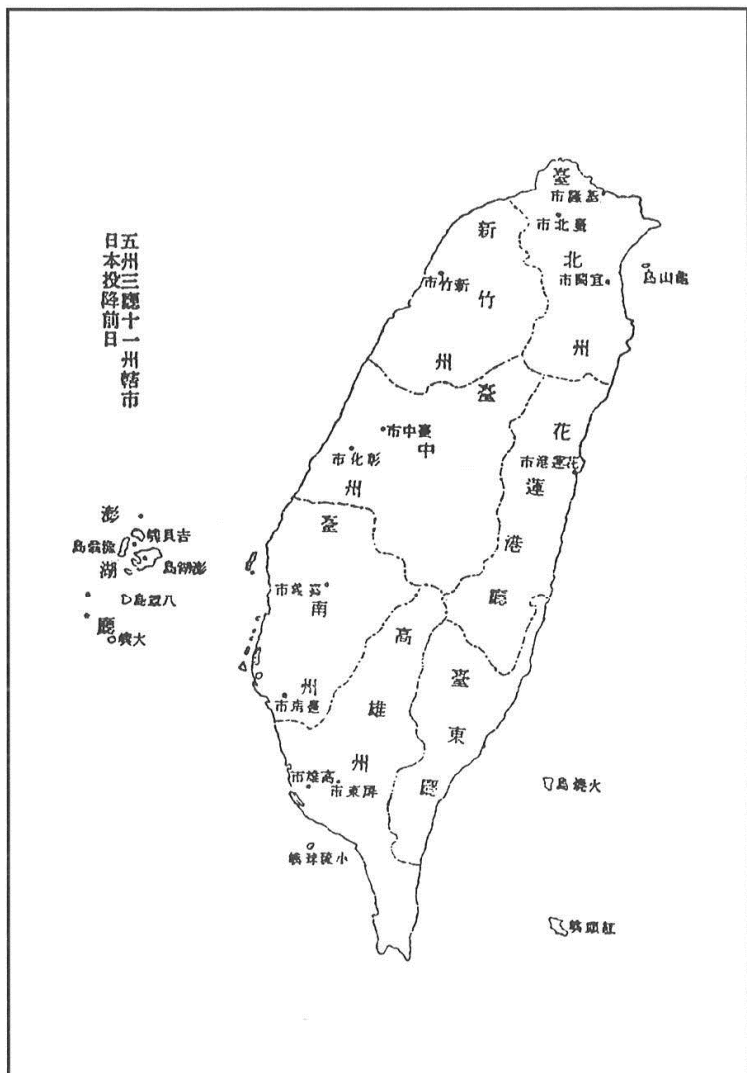 五州三廳十一州轄市
日本投降前日
臺北州
基隆市
臺北市
宜蘭市
龜山島
新竹州
新竹市
臺中州
臺中市
彰化市
花蓮港廳
花蓮港市
臺南州
嘉義市
臺南市
高雄州
高雄市
屏東市
小琉球嶼
臺東廳
火燒島
紅頭嶼
澎湖廳
吉貝嶼
漁翁島
澎湖島
八罩島
大嶼